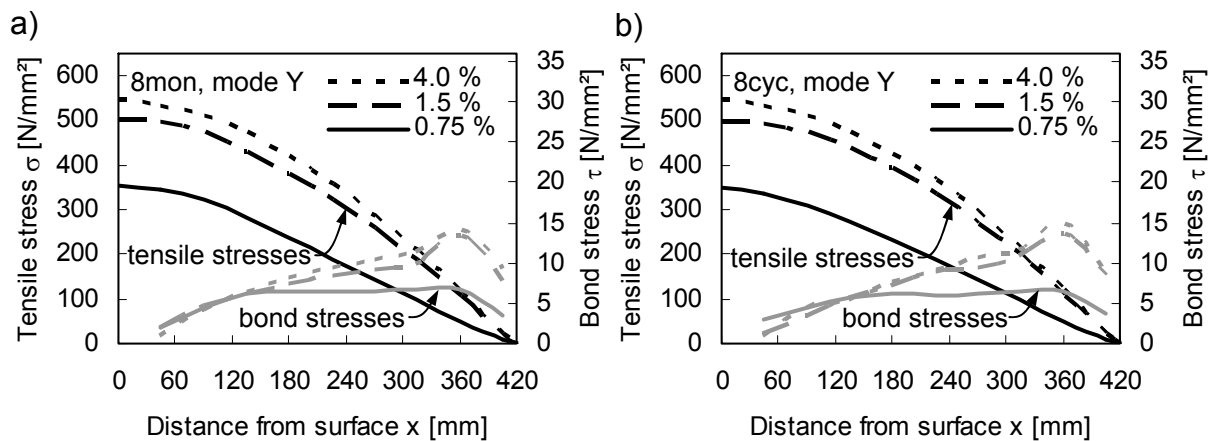 a)
Tensile stress σ [N/mm²]
600
500
400
300
200
100
0
8mon, mode Y
4.0 %
1.5 %
0.75 %
tensile stresses
bond stresses
35
30
25
20
15
10
5
0
Bond stress τ [N/mm²]
0 60 120 180 240 300 360 420
Distance from surface x [mm]
b)
Tensile stress σ [N/mm²]
600
500
400
300
200
100
0
8cyc, mode Y
4.0 %
1.5 %
0.75 %
tensile stresses
bond stresses
35
30
25
20
15
10
5
0
Bond stress τ [N/mm²]
0 60 120 180 240 300 360 420
Distance from surface x [mm]